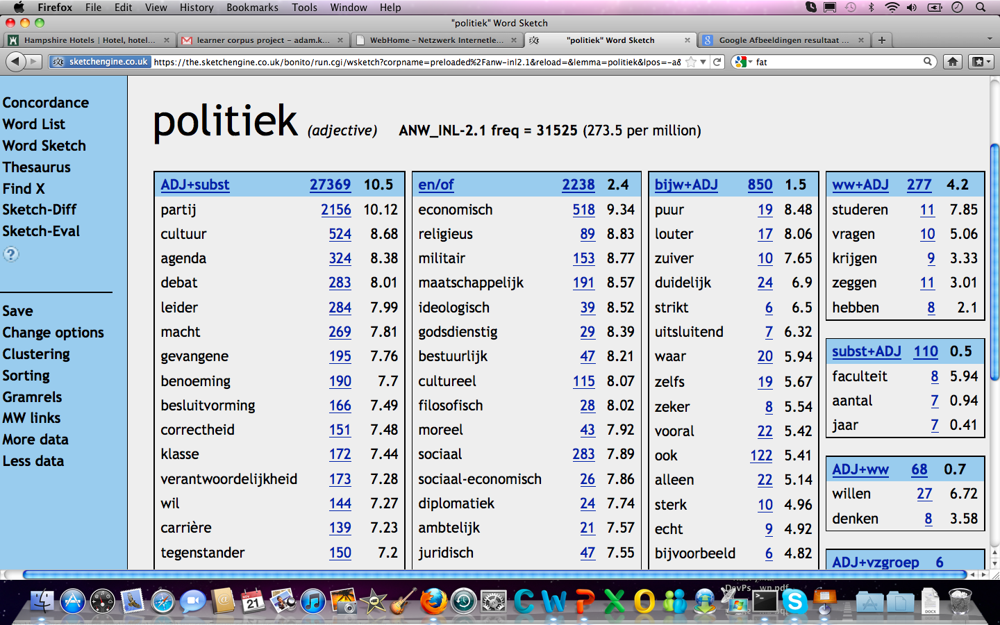 Firefox File Edit View History Bookmarks Tools Window Help
"politiek" Word Sketch
Hampshire Hotels | Hotel, hotel...
learner corpus project – adam.k...
WebHome – Netzwerk Internetle...
"politiek" Word Sketch
Google Afbeeldingen resultaat ...
sketchengine.co.uk https://the.sketchengine.co.uk/bonito/run.cgi/wsketch?corpname=preloaded%2Fanw-inl2.1&reload=&lemma=politiek&lpos=-a&
fat
Concordance
Word List
Word Sketch
Thesaurus
Find X
Sketch-Diff
Sketch-Eval
?
Save
Change options
Clustering
Sorting
Gramrels
MW links
More data
Less data
politiek (adjective) ANW_INL-2.1 freq = 31525 (273.5 per million)
ADJ+subst 27369 10.5
partij 2156 10.12
cultuur 524 8.68
agenda 324 8.38
debat 283 8.01
leider 284 7.99
macht 269 7.81
gevangene 195 7.76
benoeming 190 7.7
besluitvorming 166 7.49
correctheid 151 7.48
klasse 172 7.44
verantwoordelijkheid 173 7.28
wil 144 7.27
carrière 139 7.23
tegenstander 150 7.2
en/of 2238 2.4
economisch 518 9.34
religieus 89 8.83
militair 153 8.77
maatschappelijk 191 8.57
ideologisch 39 8.52
godsdienstig 29 8.39
bestuurlijk 47 8.21
cultureel 115 8.07
filosofisch 28 8.02
moreel 43 7.92
sociaal 283 7.89
sociaal-economisch 26 7.86
diplomatiek 24 7.74
ambtelijk 21 7.57
juridisch 47 7.55
bijw+ADJ 850 1.5
puur 19 8.48
louter 17 8.06
zuiver 10 7.65
duidelijk 24 6.9
strikt 6 6.5
uitsluitend 7 6.32
waar 20 5.94
zelfs 19 5.67
zeker 8 5.54
vooral 22 5.42
ook 122 5.41
alleen 22 5.14
sterk 10 4.96
echt 9 4.92
bijvoorbeeld 6 4.82
ww+ADJ 277 4.2
studeren 11 7.85
vragen 10 5.06
krijgen 9 3.33
zeggen 11 3.01
hebben 8 2.1
subst+ADJ 110 0.5
faculteit 8 5.94
aantal 7 0.94
jaar 7 0.41
ADJ+ww 68 0.7
willen 27 6.72
denken 8 3.58
ADJ+vzgroep 6
DevPs...wp.pdf
JUL
21
DOCX